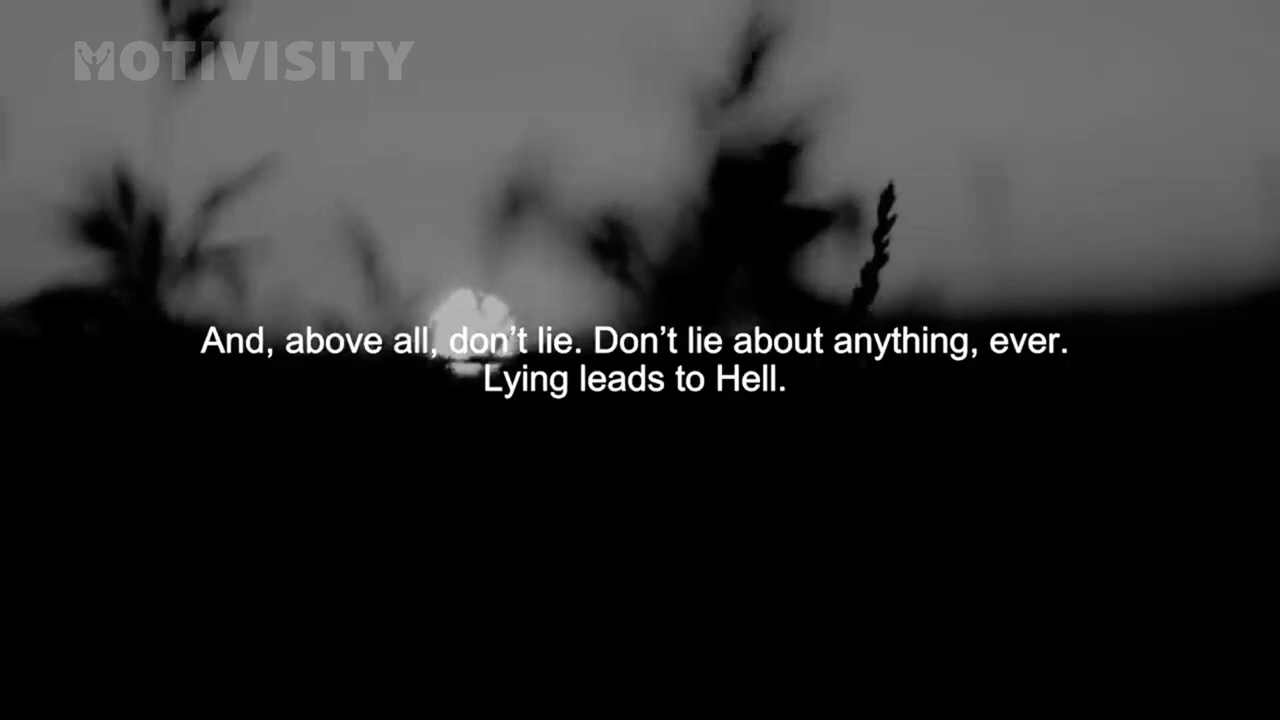 MOTIVISITY
And, above all, don't lie. Don't lie about anything, ever.
Lying leads to Hell.